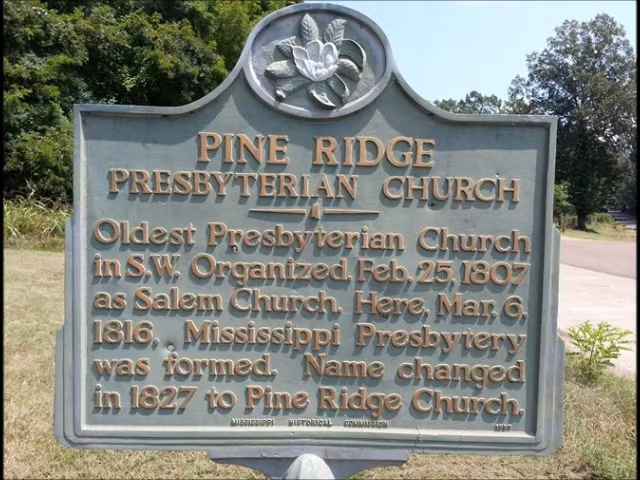 PINE RIDGE
PRESBYTERIAN CHURCH
Oldest Presbyterian Church
in S.W. Organized, Feb. 25, 1807
as Salem Church. Here, Mar. 6,
1816, Mississippi Presbytery
was formed. Name changed
in 1827 to Pine Ridge Church.
MISSISSIPPI HISTORICAL COMMISSION